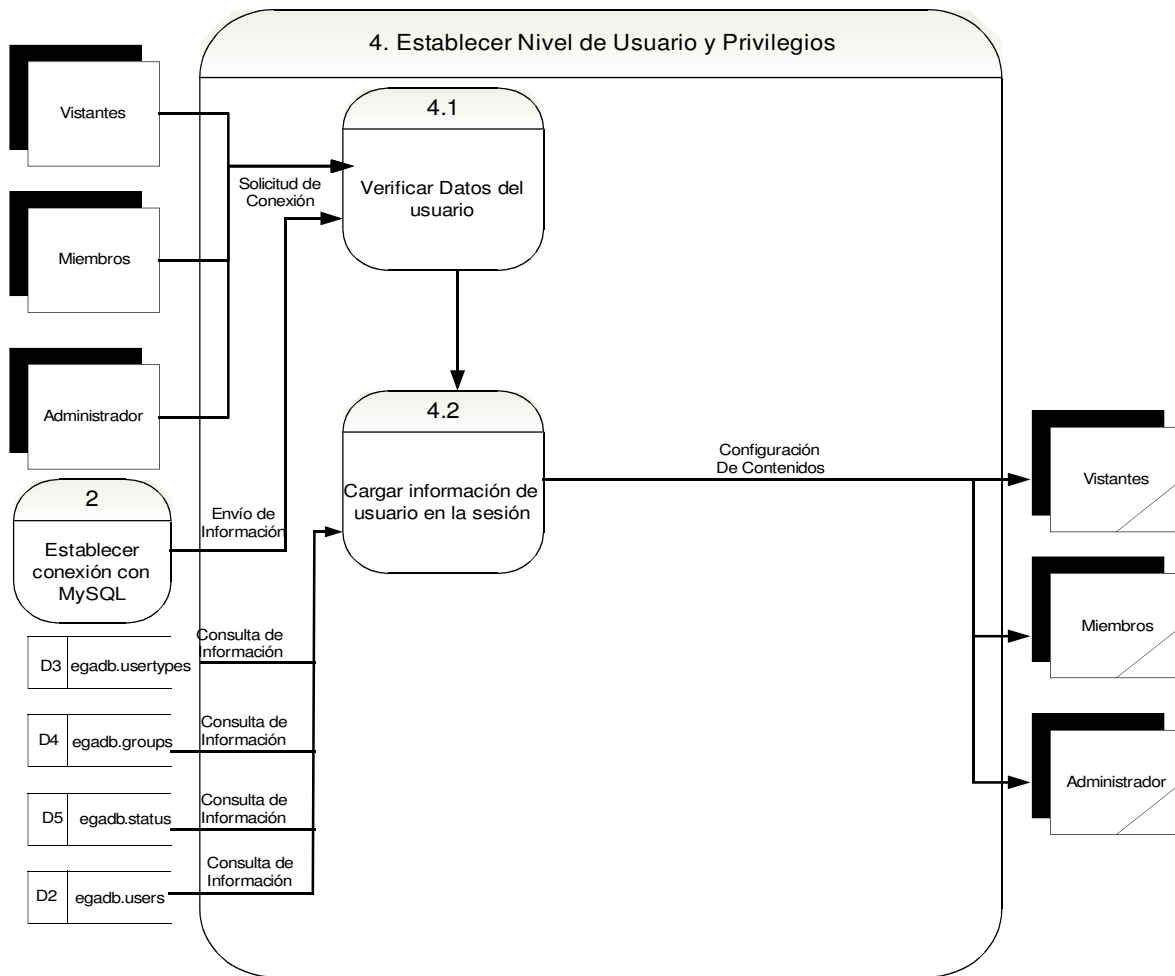 4. Establecer Nivel de Usuario y Privilegios
Vistantes
4.1
Verificar Datos del
usuario
Solicitud de
Conexión
Miembros
Administrador
4.2
Cargar información de
usuario en la sesión
Configuración
De Contenidos
Vistantes
2
Establecer
conexión con
MySQL
Envío de
Información
Miembros
D3 egadb.usertypes
Consulta de
Información
D4 egadb.groups
Consulta de
Información
Administrador
D5 egadb.status
Consulta de
Información
D2 egadb.users
Consulta de
Información